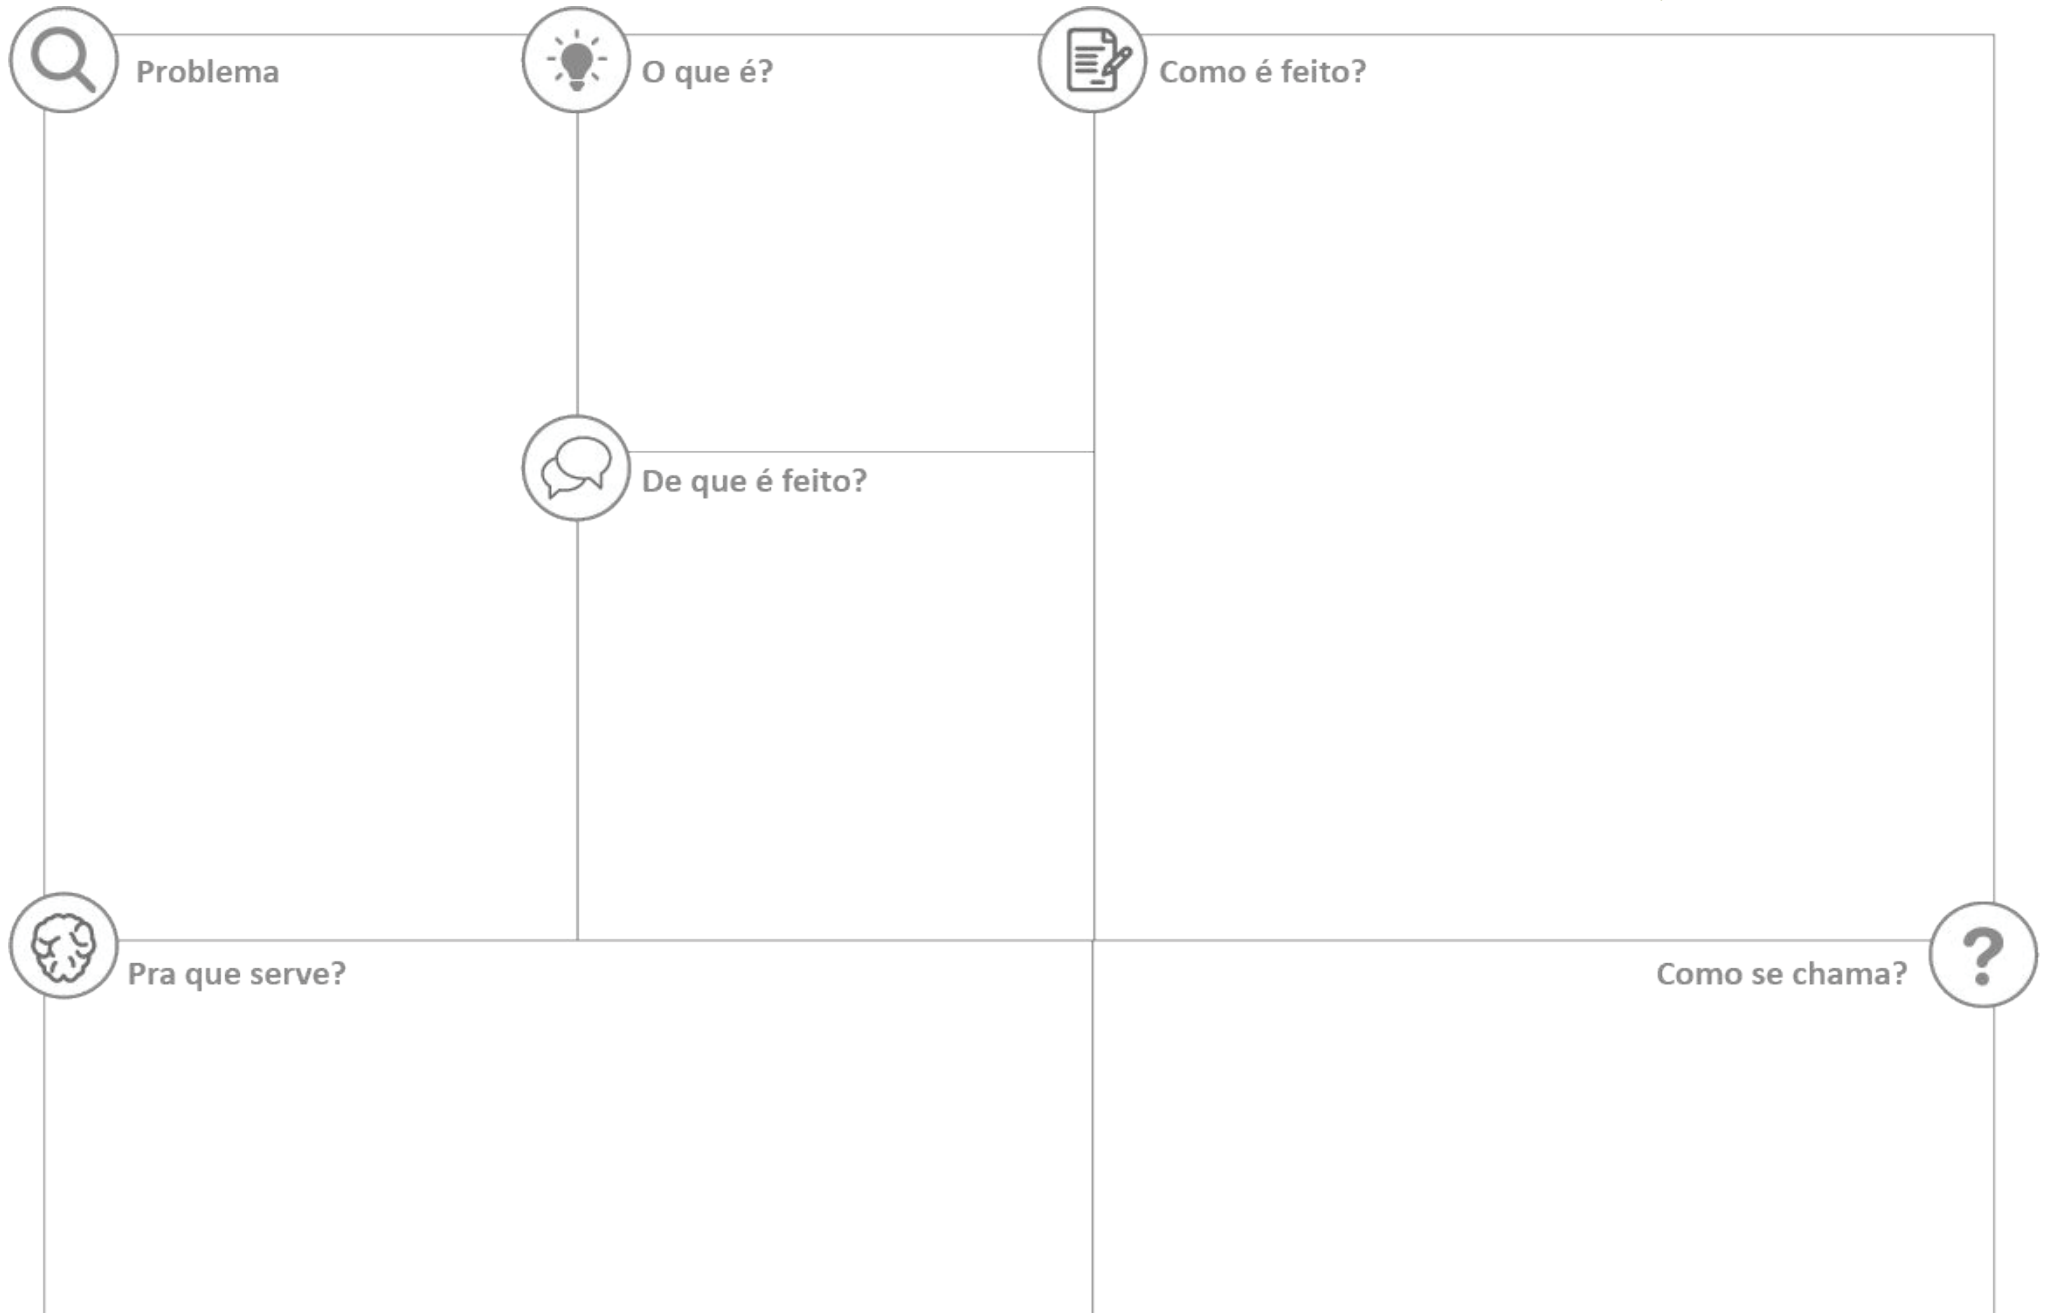 Problema
O que é?
Como é feito?
De que é feito?
Pra que serve?
Como se chama?